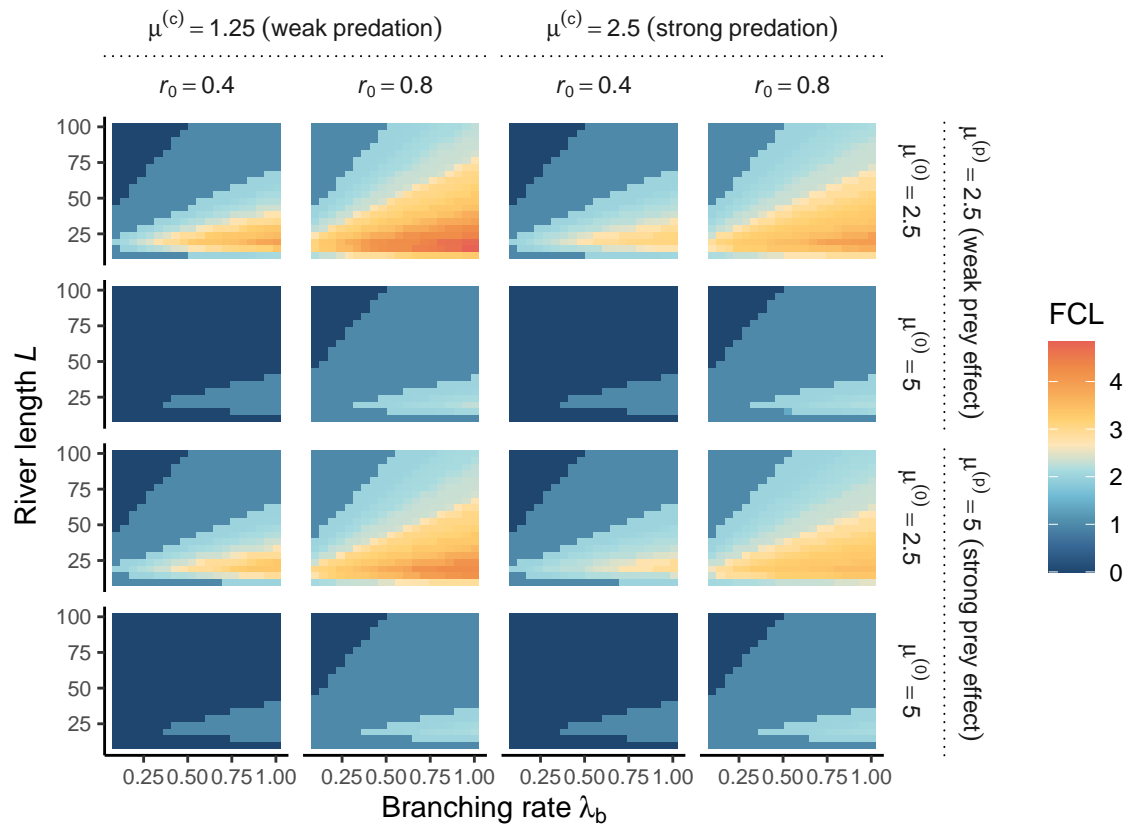 μ(c) = 1.25 (weak predation) μ(c) = 2.5 (strong predation)
r0 = 0.4 r0 = 0.8 r0 = 0.4 r0 = 0.8
100
75
50
25
μ(0) = 2.5
100
75
50
25
μ(0) = 5
μ(p) = 2.5 (weak prey effect)
100
75
50
25
μ(0) = 2.5
100
75
50
25
μ(0) = 5
μ(p) = 5 (strong prey effect)
River length L
0.25 0.50 0.75 1.00 0.25 0.50 0.75 1.00 0.25 0.50 0.75 1.00 0.25 0.50 0.75 1.00
Branching rate λb
FCL
4
3
2
1
0